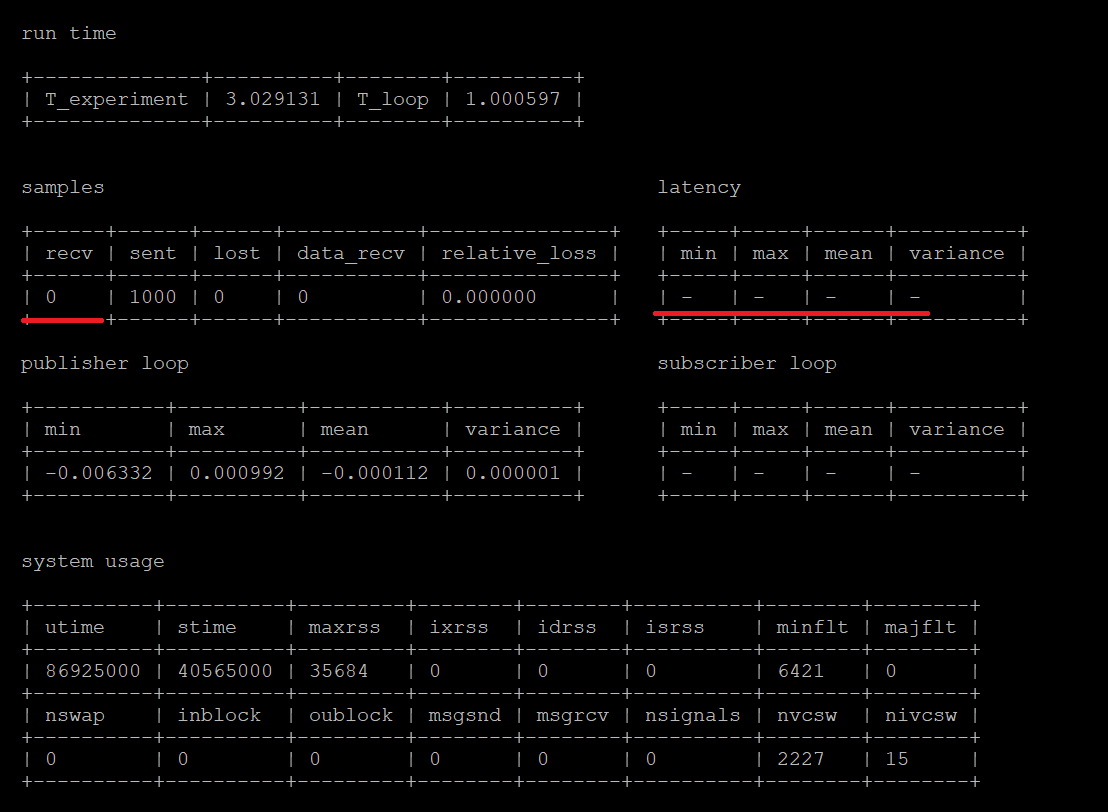 run time
+--------------+----------+--------+----------+
| T_experiment | 3.029131 | T_loop | 1.000597 |
+--------------+----------+--------+----------+
samples                                              latency
+------+------+------+-----------+---------------+   +-----+-----+------+----------+
| recv | sent | lost | data_recv | relative_loss |   | min | max | mean | variance |
+------+------+------+-----------+---------------+   +-----+-----+------+----------+
| 0    | 1000 | 0    | 0         | 0.000000      |   | -   | -   | -    | -        |
+------+------+------+-----------+---------------+   +-----+-----+------+----------+
publisher loop                                       subscriber loop
+-----------+----------+-----------+----------+      +-----+-----+------+----------+
| min       | max      | mean      | variance |      | min | max | mean | variance |
+-----------+----------+-----------+----------+      +-----+-----+------+----------+
| -0.006332 | 0.000992 | -0.000112 | 0.000001 |      | -   | -   | -    | -        |
+-----------+----------+-----------+----------+      +-----+-----+------+----------+
system usage
+----------+----------+---------+--------+--------+----------+--------+--------+
| utime    | stime    | maxrss  | ixrss  | idrss  | isrss    | minflt | majflt |
+----------+----------+---------+--------+--------+----------+--------+--------+
| 86925000 | 40565000 | 35684   | 0      | 0      | 0        | 6421   | 0      |
+----------+----------+---------+--------+--------+----------+--------+--------+
| nswap    | inblock  | oublock | msgsnd | msgrcv | nsignals | nvcsw  | nivcsw |
+----------+----------+---------+--------+--------+----------+--------+--------+
| 0        | 0        | 0       | 0      | 0      | 0        | 2227   | 15     |
+----------+----------+---------+--------+--------+----------+--------+--------+